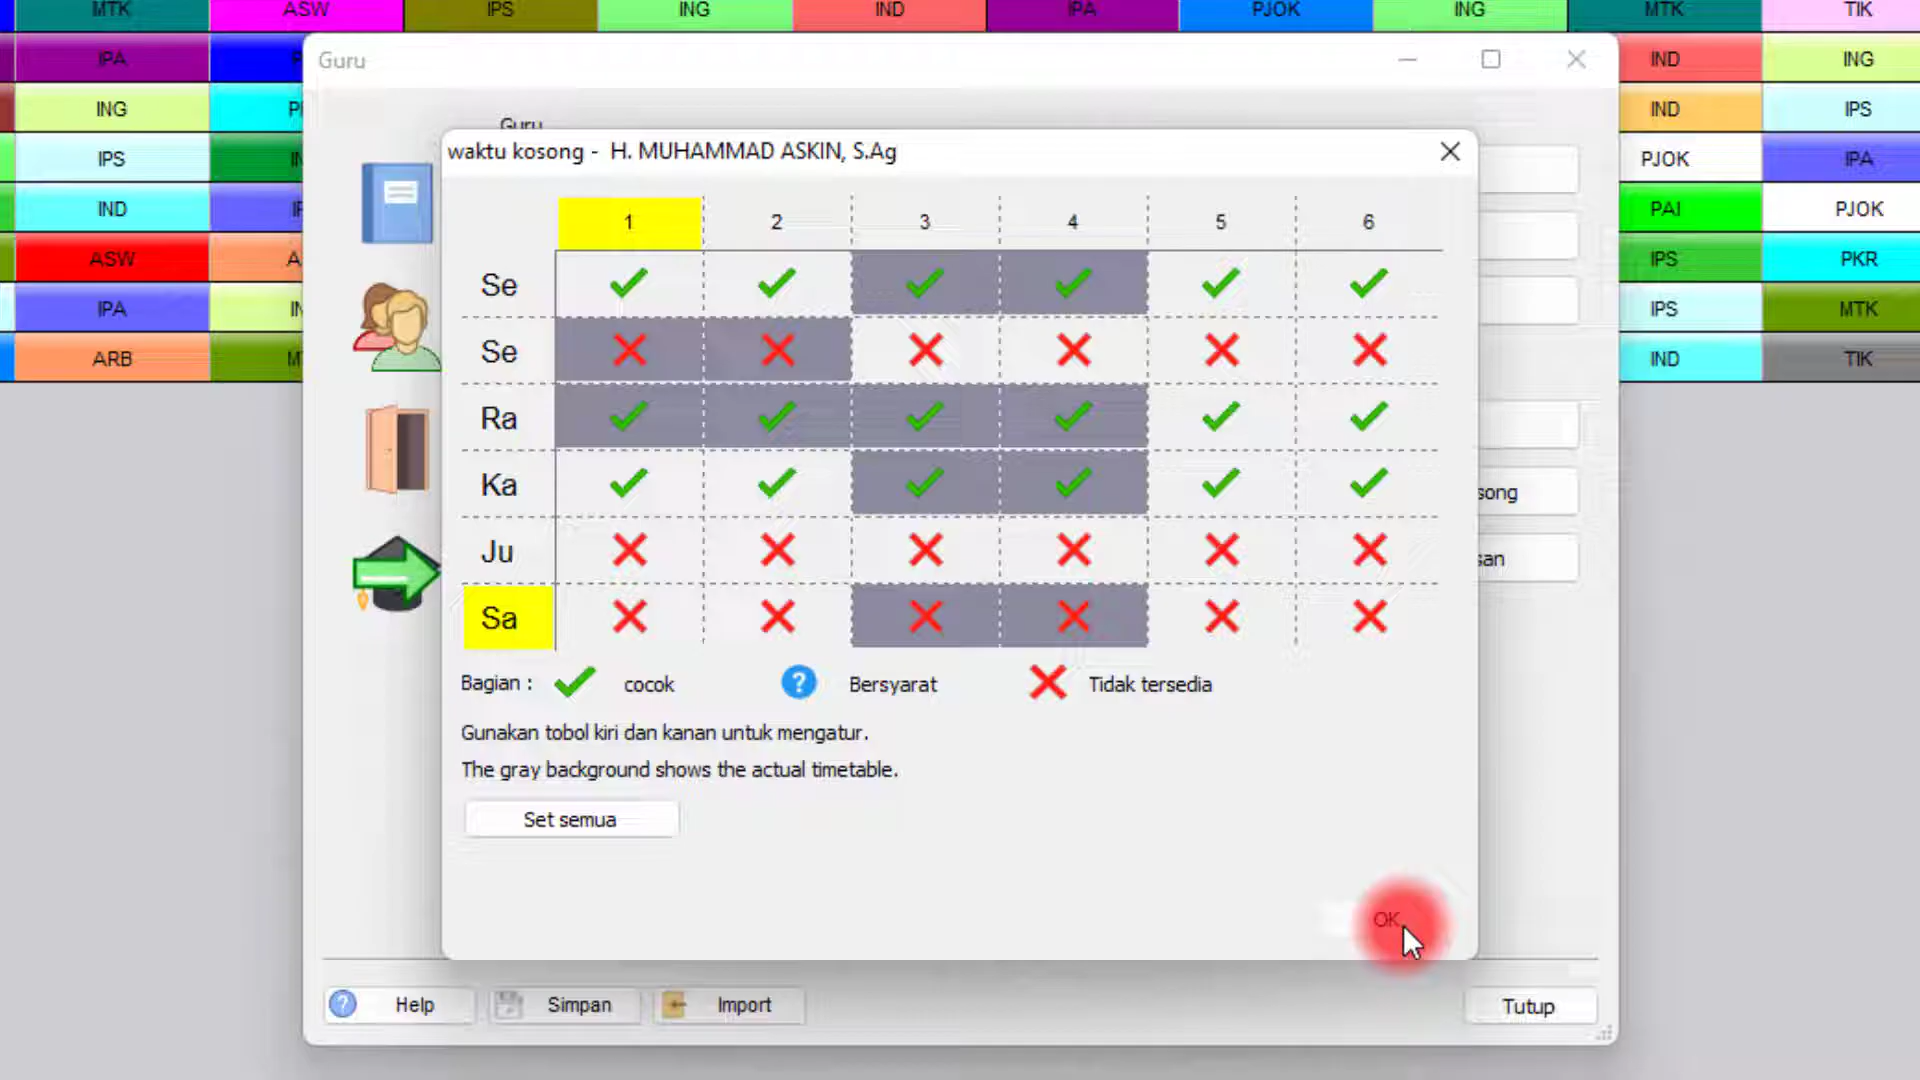 MTK ASW IPS ING IND IPA PJOK ING MTK TIK
IPA
IND ING
Guru
ING
IND IPS
Guru
waktu kosong - H. MUHAMMAD ASKIN, S.Ag
IPS
PJOK IPA
IND
PAI PJOK
1 2 3 4 5 6
ASW
IPS PKR
Se
IPA
IPS MTK
Se
ARB
IND TIK
Ra
Ka
song
Ju
san
Sa
Bagian : cocok ? Bersyarat Tidak tersedia
Gunakan tobol kiri dan kanan untuk mengatur.
The gray background shows the actual timetable.
Set semua
OK
? Help Simpan Import Tutup